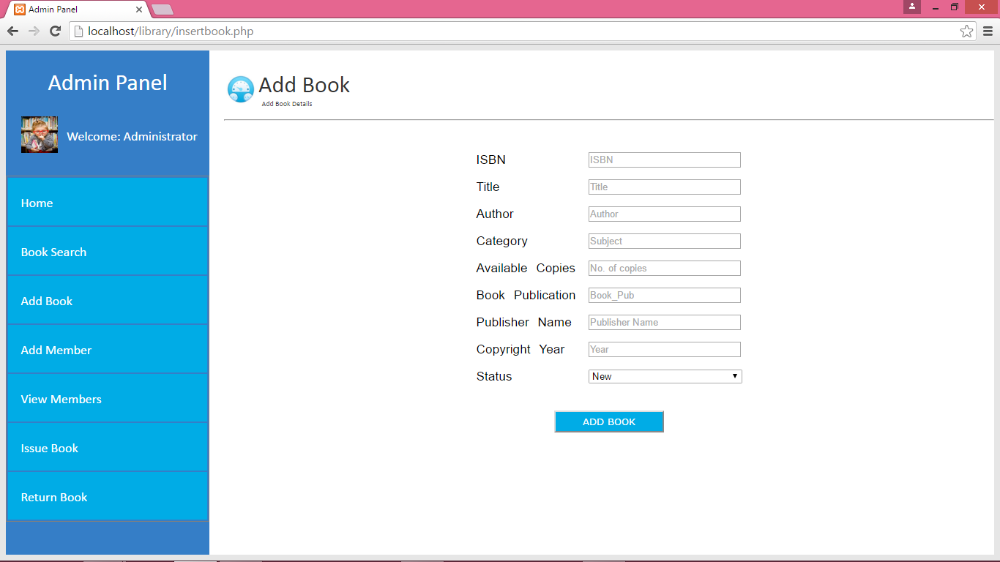 Admin Panel
localhost/library/insertbook.php
Admin Panel
Welcome: Administrator
Home
Book Search
Add Book
Add Member
View Members
Issue Book
Return Book
Add Book
Add Book Details
ISBN ISBN
Title Title
Author Author
Category Subject
Available Copies No. of copies
Book Publication Book_Pub
Publisher Name Publisher Name
Copyright Year Year
Status New
ADD BOOK